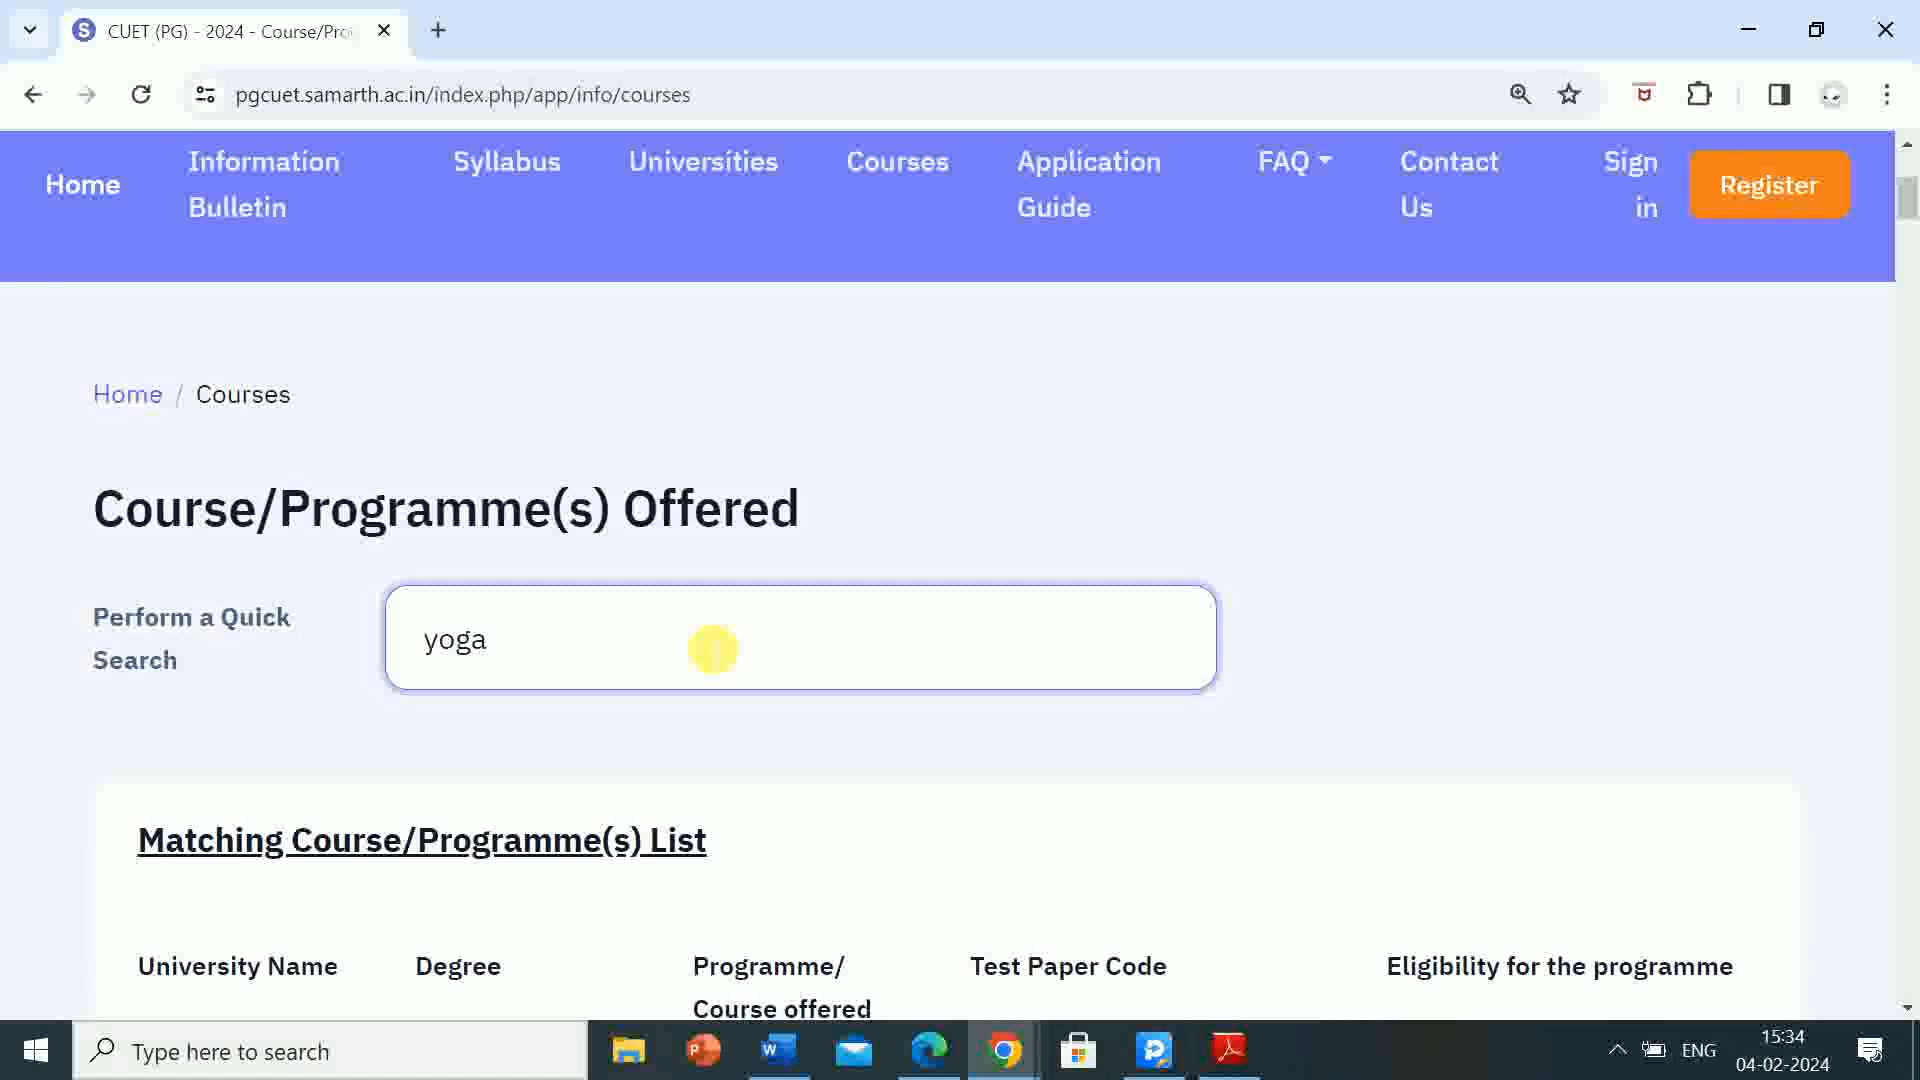 CUET (PG) - 2024 - Course/Pro
pgcuet.samarth.ac.in/index.php/app/info/courses
Home
Information Bulletin
Syllabus
Universities
Courses
Application Guide
FAQ
Contact Us
Sign in
Register
Home / Courses
Course/Programme(s) Offered
Perform a Quick
Search
yoga
Matching Course/Programme(s) List
University Name Degree Programme/ Test Paper Code Eligibility for the programme
Course offered
Type here to search
ENG
15:34
04-02-2024